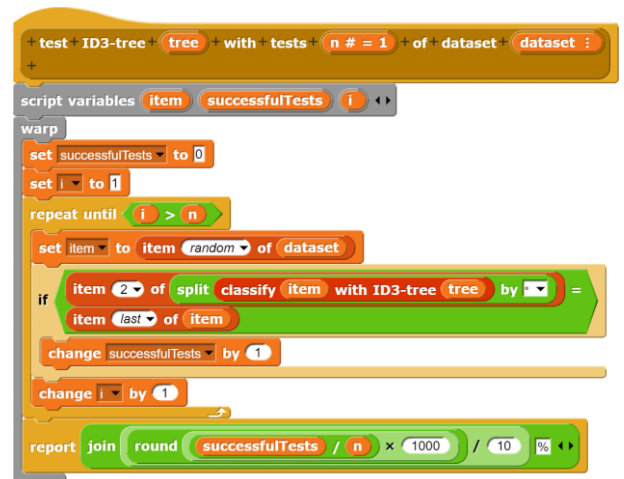 + test + ID3-tree + tree + with + tests + n # = 1 + of + dataset + dataset ⋮
+
script variables item successfulTests i
warp
set successfulTests to 0
set i to 1
repeat until i > n
set item to item random of dataset
if item 2 of split classify item with ID3-tree tree by =
item last of item
change successfulTests by 1
change i by 1
report join round successfulTests / n × 1000 / 10 %